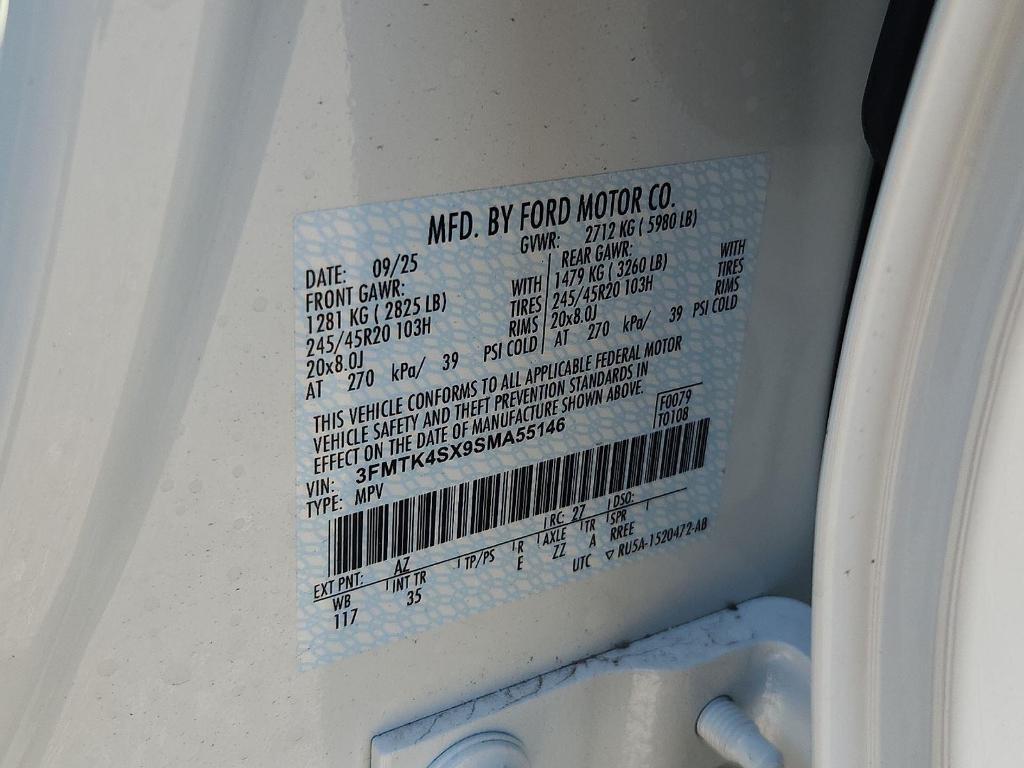 MFD. BY FORD MOTOR CO.
DATE: 09/25 GVWR: 2712 KG ( 5980 LB)
FRONT GAWR: WITH REAR GAWR: WITH
1281 KG ( 2825 LB) TIRES 1479 KG ( 3260 LB) TIRES
245/45R20 103H RIMS 245/45R20 103H RIMS
20x8.0J PSI COLD 20x8.0J PSI COLD
AT 270 kPa/ 39 AT 270 kPa/ 39
THIS VEHICLE CONFORMS TO ALL APPLICABLE FEDERAL MOTOR
VEHICLE SAFETY AND THEFT PREVENTION STANDARDS IN
EFFECT ON THE DATE OF MANUFACTURE SHOWN ABOVE.
VIN: 3FMTK4SX9SMA55146 F0079
TYPE: MPV T0108
EXT PNT: AZ RC: 27 DSO:
WB INT TR TP/PS R AXLE TR SPR
117 35 E ZZ A RREE
UTC ▽ RU5A-1520472-AB